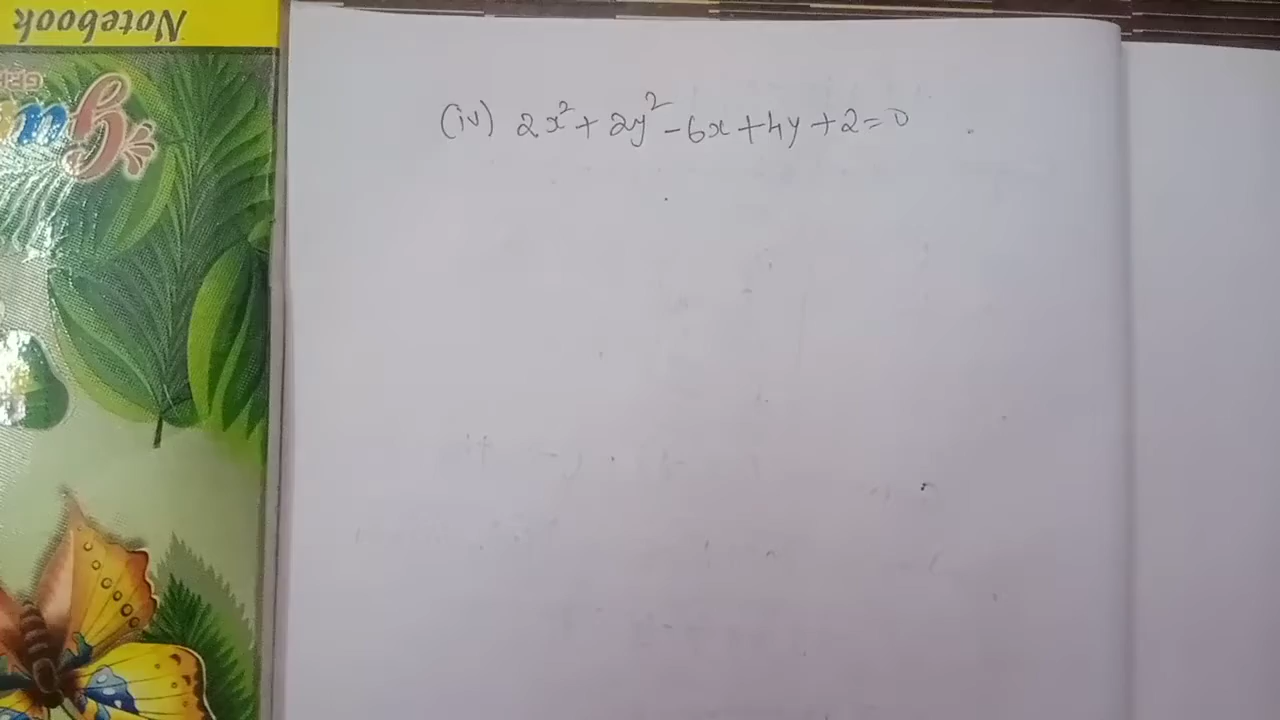 Notebook
(iv) 2x² + 2y² - 6x + 4y + 2 = 0